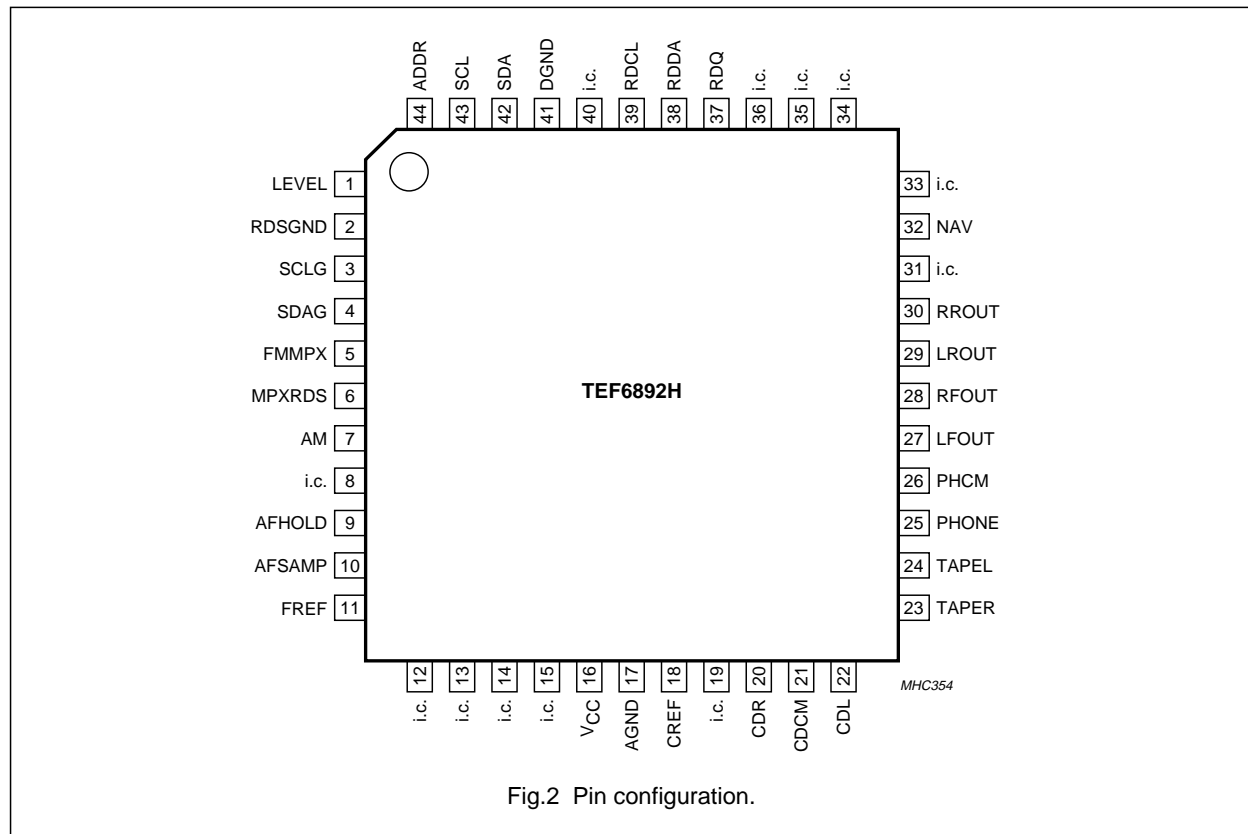 ADDR
SCL
SDA
DGND
i.c.
RDCL
RDDA
RDQ
i.c.
i.c.
i.c.
44
43
42
41
40
39
38
37
36
35
34
LEVEL 1
RDSGND 2
SCLG 3
SDAG 4
FMMPX 5
MPXRDS 6
AM 7
i.c. 8
AFHOLD 9
AFSAMP 10
FREF 11
TEF6892H
33 i.c.
32 NAV
31 i.c.
30 RROUT
29 LROUT
28 RFOUT
27 LFOUT
26 PHCM
25 PHONE
24 TAPEL
23 TAPER
12
13
14
15
16
17
18
19
20
21
22
i.c.
i.c.
i.c.
i.c.
VCC
AGND
CREF
i.c.
CDR
CDCM
CDL
MHC354
Fig.2 Pin configuration.